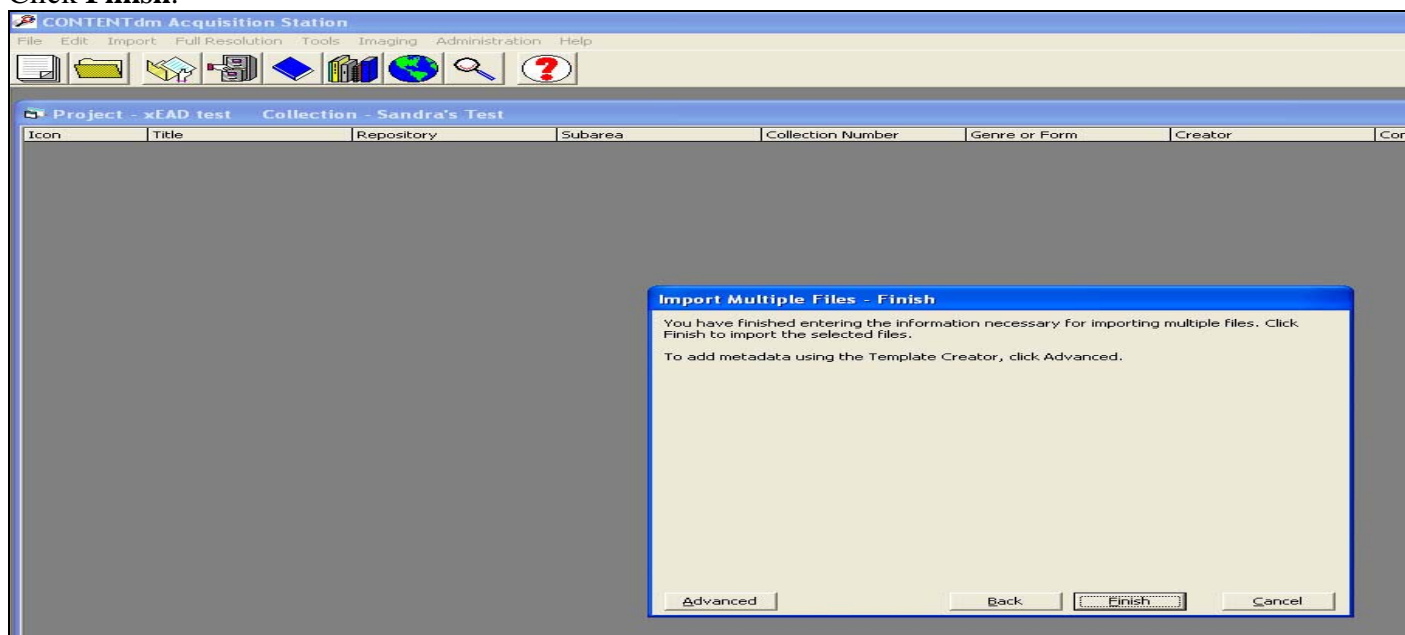 Click Finish.
CONTENTdm Acquisition Station
File Edit Import Full Resolution Tools Imaging Administration Help
Project - xEAD test Collection - Sandra's Test
Icon Title Repository Subarea Collection Number Genre or Form Creator Cor
Import Multiple Files - Finish
You have finished entering the information necessary for importing multiple files. Click
Finish to import the selected files.
To add metadata using the Template Creator, click Advanced.
Advanced Back Finish Cancel